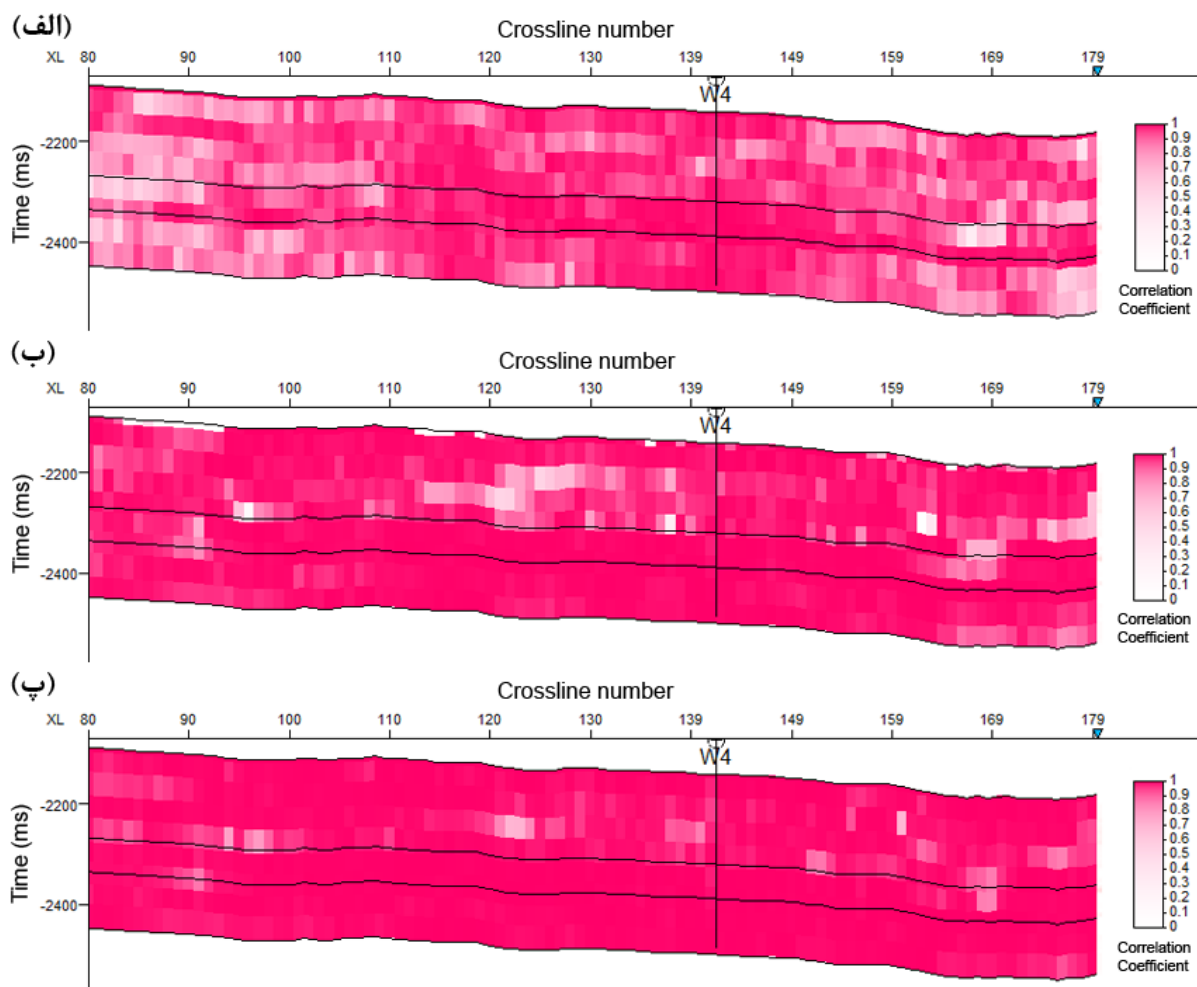 (الف)
Crossline number
XL 80 90 100 110 120 130 139 149 159 169 179
W4
-2200
-2400
Time (ms)
1
0.9
0.8
0.7
0.6
0.5
0.4
0.3
0.2
0.1
0
Correlation
Coefficient
(ب)
Crossline number
XL 80 90 100 110 120 130 139 149 159 169 179
W4
-2200
-2400
Time (ms)
1
0.9
0.8
0.7
0.6
0.5
0.4
0.3
0.2
0.1
0
Correlation
Coefficient
(پ)
Crossline number
XL 80 90 100 110 120 130 139 149 159 169 179
W4
-2200
-2400
Time (ms)
1
0.9
0.8
0.7
0.6
0.5
0.4
0.3
0.2
0.1
0
Correlation
Coefficient